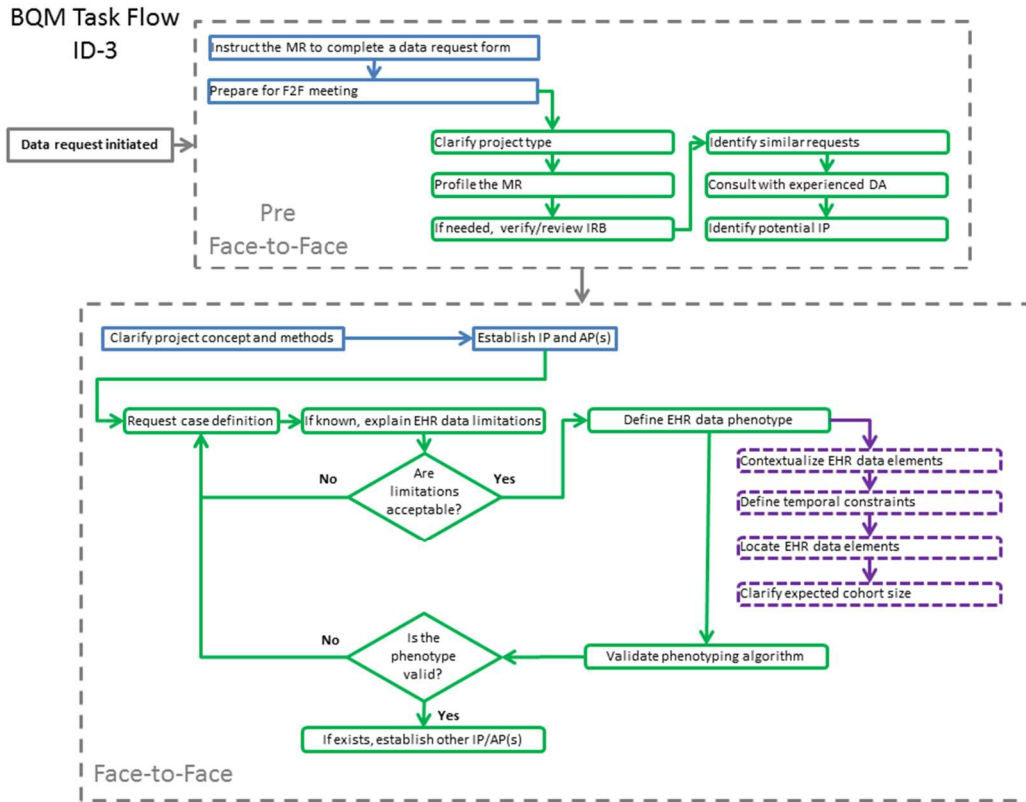 BQM Task Flow
ID-3
Instruct the MR to complete a data request form
Prepare for F2F meeting
Data request initiated
Clarify project type
Profile the MR
If needed, verify/review IRB
Identify similar requests
Consult with experienced DA
Identify potential IP
Pre
Face-to-Face
Clarify project concept and methods
Establish IP and AP(s)
Request case definition
If known, explain EHR data limitations
Define EHR data phenotype
No
Are
limitations
acceptable?
Yes
Contextualize EHR data elements
Define temporal constraints
Locate EHR data elements
Clarify expected cohort size
No
Is the
phenotype
valid?
Validate phenotyping algorithm
Yes
If exists, establish other IP/AP(s)
Face-to-Face